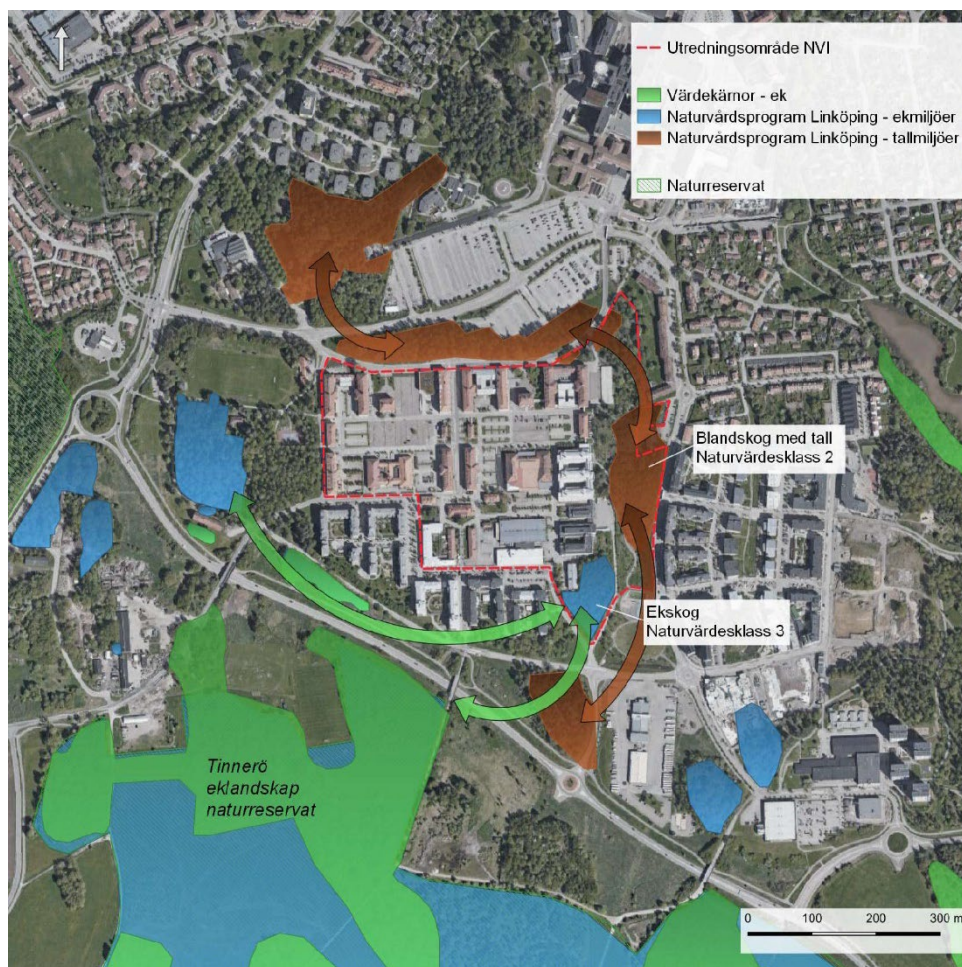 Utredningsområde NVI
Värdekärnor - ek
Naturvårdsprogram Linköping - ekmiljöer
Naturvårdsprogram Linköping - tallmiljöer
Naturreservat
Blandskog med tall
Naturvärdesklass 2
Ekskog
Naturvärdesklass 3
Tinnerö
eklandskap
naturreservat
0 100 200 300 m